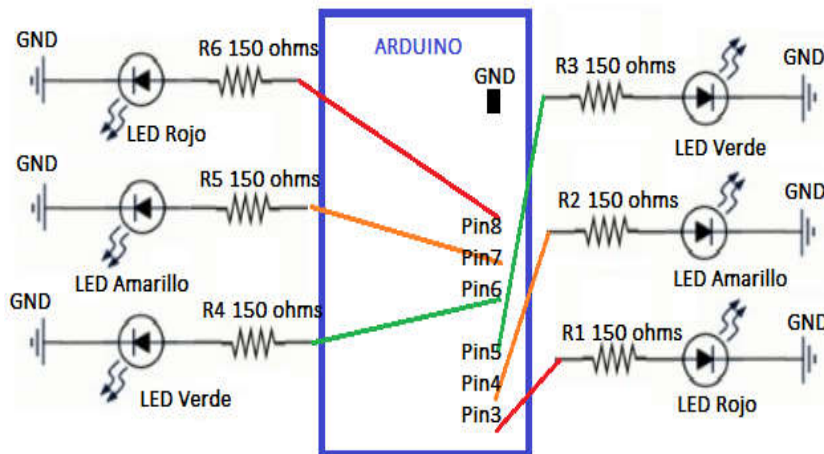 GND
R6 150 ohms
LED Rojo
R5 150 ohms
GND
LED Amarillo
R4 150 ohms
GND
LED Verde
ARDUINO
GND
Pin8
Pin7
Pin6
Pin5
Pin4
Pin3
R3 150 ohms
GND
LED Verde
R2 150 ohms
GND
LED Amarillo
R1 150 ohms
GND
LED Rojo